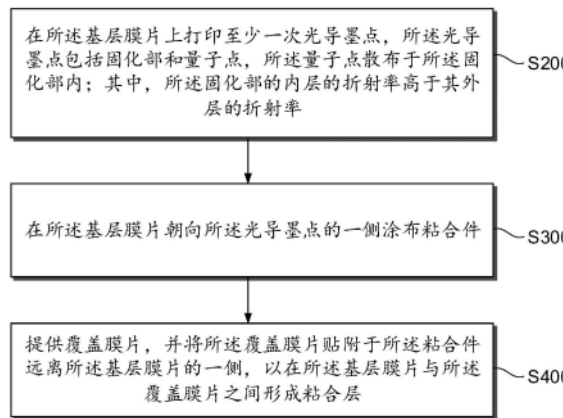 在所述基层膜片上打印至少一次光导墨点，所述光导
墨点包括固化部和量子点，所述量子点散布于所述固
化部内；其中，所述固化部的内层的折射率高于其外
层的折射率
S200
在所述基层膜片朝向所述光导墨点的一侧涂布粘合件
S300
提供覆盖膜片，并将所述覆盖膜片贴附于所述粘合件
远离所述基层膜片的一侧，以在所述基层膜片与所述
覆盖膜片之间形成粘合层
S400